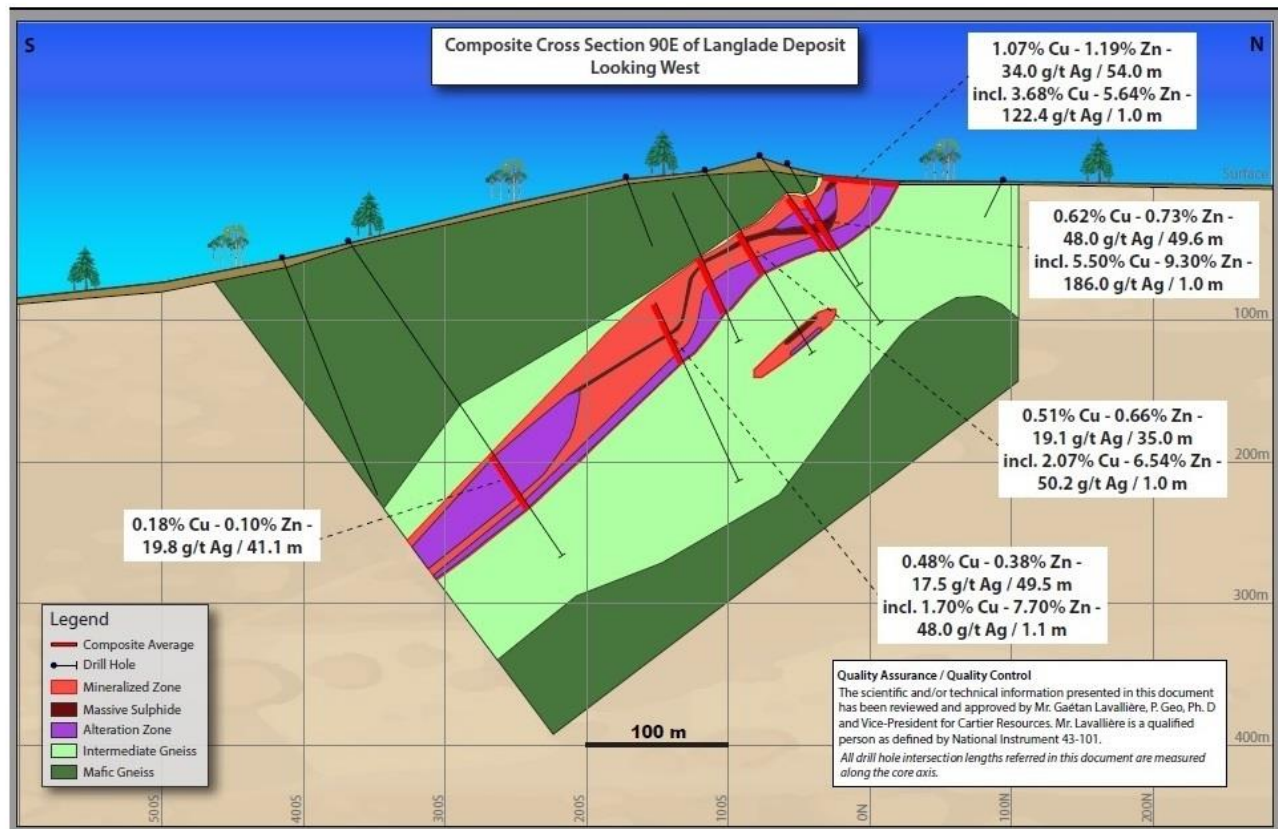 S
Composite Cross Section 90E of Langlade Deposit
Looking West
N
1.07% Cu - 1.19% Zn -
34.0 g/t Ag / 54.0 m
incl. 3.68% Cu - 5.64% Zn -
122.4 g/t Ag / 1.0 m
Surface
0.62% Cu - 0.73% Zn -
48.0 g/t Ag / 49.6 m
incl. 5.50% Cu - 9.30% Zn -
186.0 g/t Ag / 1.0 m
100m
0.51% Cu - 0.66% Zn -
19.1 g/t Ag / 35.0 m
incl. 2.07% Cu - 6.54% Zn -
50.2 g/t Ag / 1.0 m
200m
0.18% Cu - 0.10% Zn -
19.8 g/t Ag / 41.1 m
0.48% Cu - 0.38% Zn -
17.5 g/t Ag / 49.5 m
incl. 1.70% Cu - 7.70% Zn -
48.0 g/t Ag / 1.1 m
300m
Legend
Composite Average
Drill Hole
Mineralized Zone
Massive Sulphide
Alteration Zone
Intermediate Gneiss
Mafic Gneiss
100 m
Quality Assurance / Quality Control
The scientific and/or technical information presented in this document
has been reviewed and approved by Mr. Gaétan Lavallière, P. Geo, Ph. D
and Vice-President for Cartier Resources. Mr. Lavallière is a qualified
person as defined by National Instrument 43-101.
All drill hole intersection lengths referred in this document are measured
along the core axis.
400m
500S
400S
300S
200S
100S
0N
100N
200N